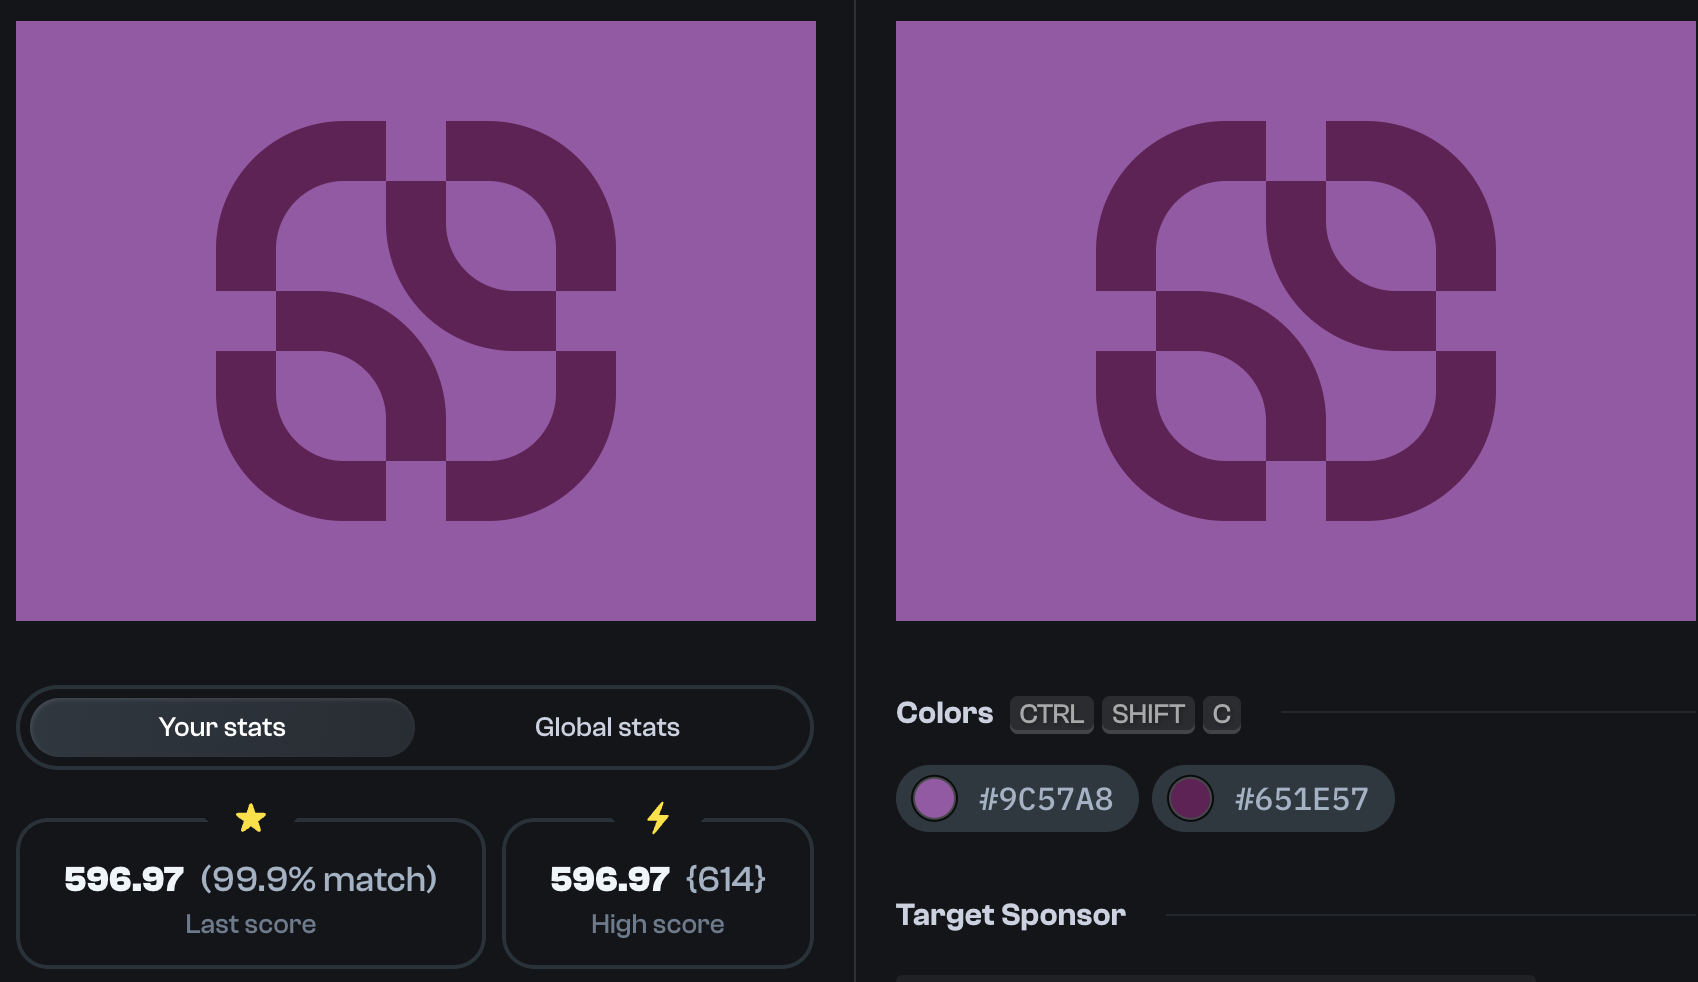 Your stats
Global stats
596.97 (99.9% match)
Last score
596.97 {614}
High score
Colors CTRL SHIFT C
#9C57A8
#651E57
Target Sponsor